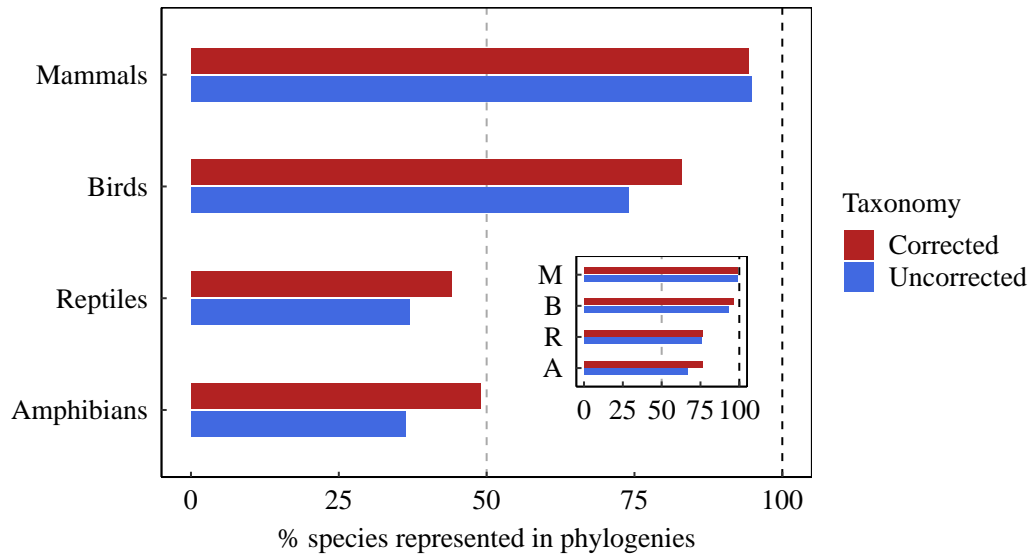 Mammals
Birds
Reptiles
Amphibians
0 25 50 75 100
% species represented in phylogenies
M
B
R
A
0 25 50 75 100
Taxonomy
Corrected
Uncorrected